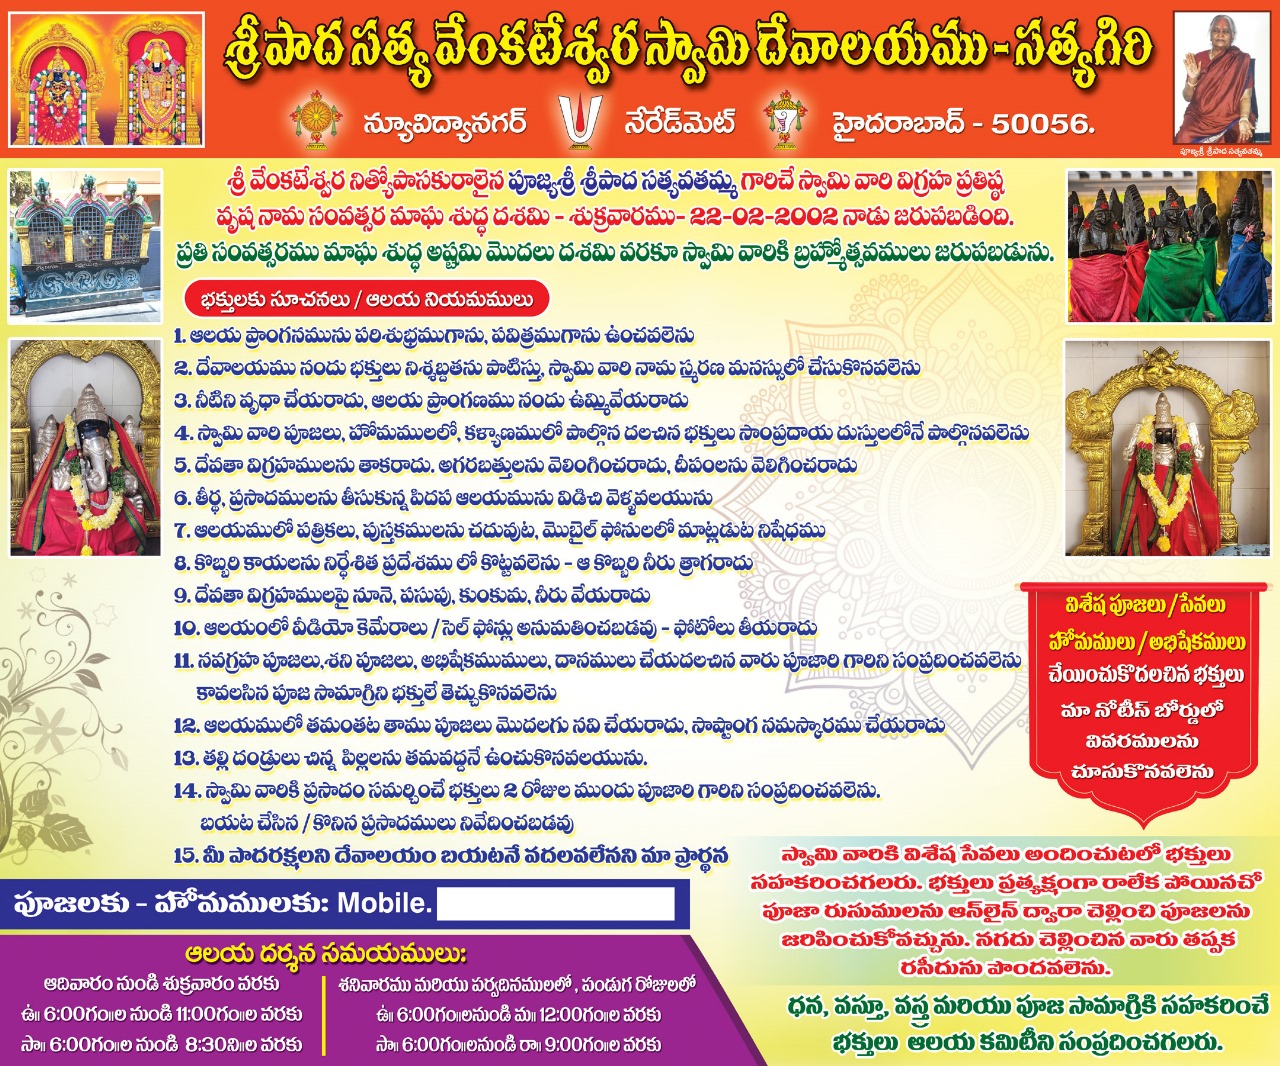 శ్రీపాద సత్య వేంకటేశ్వర స్వామి దేవాలయము - సత్యగిరి
న్యూవిద్యానగర్ నేరేడ్‌మెట్ హైదరాబాద్ - 50056.
పూజ్యశ్రీ శ్రీపాద సత్యవతమ్మ
శ్రీ వేంకటేశ్వర నిత్యోపాసకురాలైన పూజ్యశ్రీ శ్రీపాద సత్యవతమ్మ గారిచే స్వామి వారి విగ్రహ ప్రతిష్ఠ
వృష నామ సంవత్సర మాఘ శుద్ధ దశమి - శుక్రవారము- 22-02-2002 నాడు జరుపబడింది.
ప్రతి సంవత్సరము మాఘ శుద్ధ అష్టమి మొదలు దశమి వరకూ స్వామి వారికి బ్రహ్మోత్సవములు జరుపబడును.
భక్తులకు సూచనలు / ఆలయ నియమములు
1. ఆలయ ప్రాంగనమును పరిశుభ్రముగాను, పవిత్రముగాను ఉంచవలెను
2. దేవాలయము నందు భక్తులు నిశ్శబ్దతను పాటిస్తు, స్వామి వారి నామ స్మరణ మనస్సులో చేసుకొనవలెను
3. నీటిని వృధా చేయరాదు, ఆలయ ప్రాంగణము నందు ఉమ్మివేయరాదు
4. స్వామి వారి పూజలు, హోమములలో, కళ్యాణములో పాల్గొన దలచిన భక్తులు సాంప్రదాయ దుస్తులలోనే పాల్గొనవలెను
5. దేవతా విగ్రహములను తాకరాదు. అగరబత్తులను వెలింగించరాదు, దీపంలను వెలిగించరాదు
6. తీర్థ, ప్రసాదములను తీసుకున్న పిదప ఆలయమును విడిచి వెళ్ళవలయును
7. ఆలయములో పత్రికలు, పుస్తకములను చదువుట, మొబైల్ ఫోనులలో మాట్లడుట నిషేధము
8. కొబ్బరి కాయలను నిర్ధేశిత ప్రదేశము లో కొట్టవలెను - ఆ కొబ్బరి నీరు త్రాగరాదు
9. దేవతా విగ్రహములపై నూనె, పసుపు, కుంకుమ, నీరు వేయరాదు
10. ఆలయంలో వీడియో కెమేరాలు / సెల్ ఫోన్లు అనుమతించబడవు - ఫోటోలు తీయరాదు
11. నవగ్రహ పూజలు,శని పూజలు, అభిషేకముములు, దానములు చేయదలచిన వారు పూజారి గారిని సంప్రదించవలెను
కావలసిన పూజ సామాగ్రిని భక్తులే తెచ్చుకొనవలెను
12. ఆలయములో తమంతట తాము పూజలు మొదలగు నవి చేయరాదు, సాష్టాంగ నమస్కారము చేయరాదు
13. తల్లి దండ్రులు చిన్న పిల్లలను తమవద్దనే ఉంచుకొనవలయును.
14. స్వామి వారికి ప్రసాదం సమర్పించే భక్తులు 2 రోజుల ముందు పూజారి గారిని సంప్రదించవలెను.
బయట చేసిన / కొనిన ప్రసాదములు నివేదించబడవు
15. మీ పాదరక్షలని దేవాలయం బయటనే వదలవలేనని మా ప్రార్థన
విశేష పూజలు / సేవలు
హోమములు / అభిషేకములు
చేయించుకొదలచిన భక్తులు
మా నోటీస్ బోర్డులో
వివరములను
చూసుకొనవలెను
పూజలకు - హోమములకు: Mobile.
ఆలయ దర్శన సమయములు:
ఆదివారం నుండి శుక్రవారం వరకు
ఉ॥ 6:00గం॥ల నుండి 11:00గం॥ల వరకు
సా॥ 6:00గం॥ల నుండి 8:30ని॥ల వరకు
శనివారము మరియు పర్వదినములలో , పండుగ రోజులలో
ఉ॥ 6:00గం॥లనుండి మ॥ 12:00గం॥ల వరకు
సా॥ 6:00గం॥లనుండి రా॥ 9:00గం॥ల వరకు
స్వామి వారికి విశేష సేవలు అందించుటలో భక్తులు
సహకరించగలరు. భక్తులు ప్రత్యక్షంగా రాలేక పోయినచో
పూజా రుసుములను ఆన్‌లైన్ ద్వారా చెల్లించి పూజలను
జరిపించుకోవచ్చును. నగదు చెల్లించిన వారు తప్పక
రసీదును పొందవలెను.
ధన, వస్తూ, వస్త్ర మరియు పూజ సామాగ్రికి సహకరించే
భక్తులు ఆలయ కమిటీని సంప్రదించగలరు.